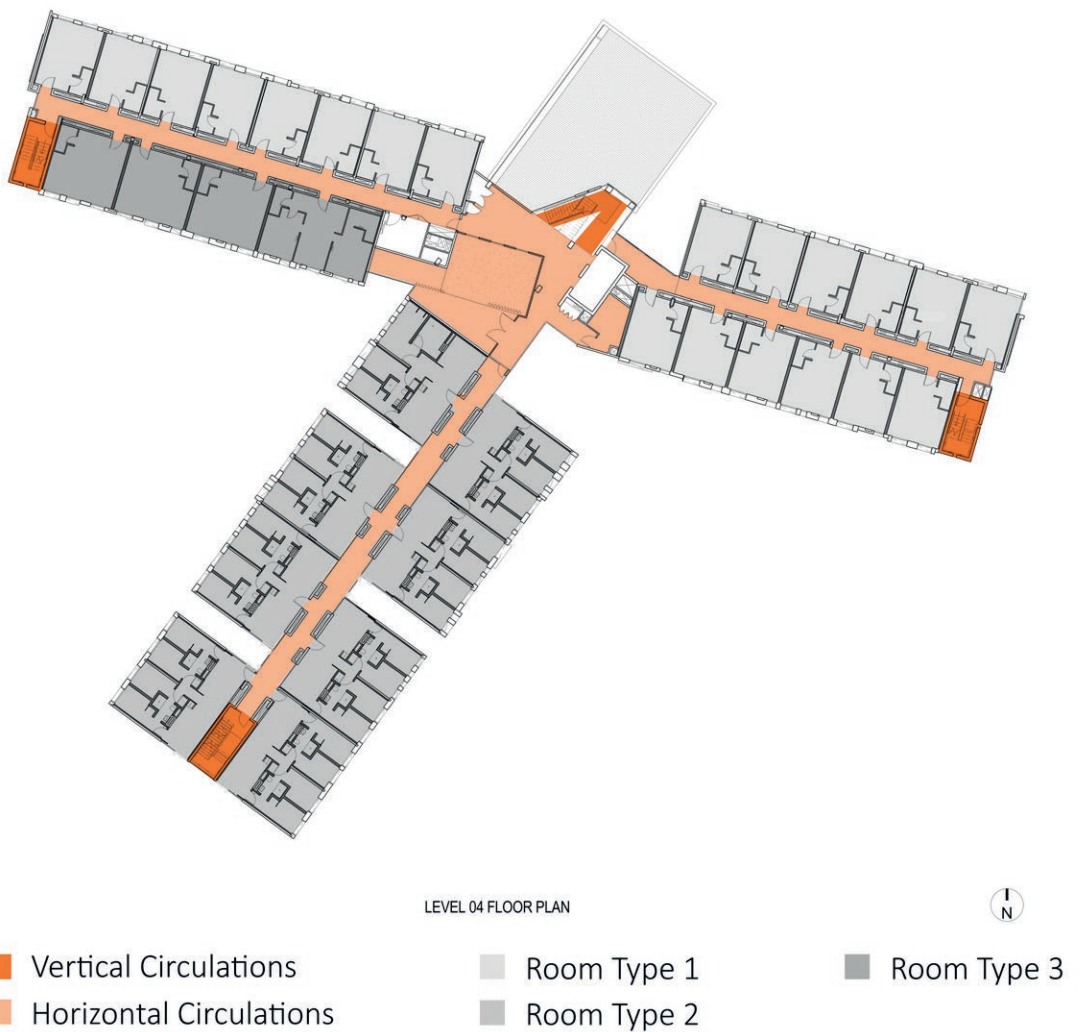 LEVEL 04 FLOOR PLAN
N
Vertical Circulations
Room Type 1
Room Type 3
Horizontal Circulations
Room Type 2